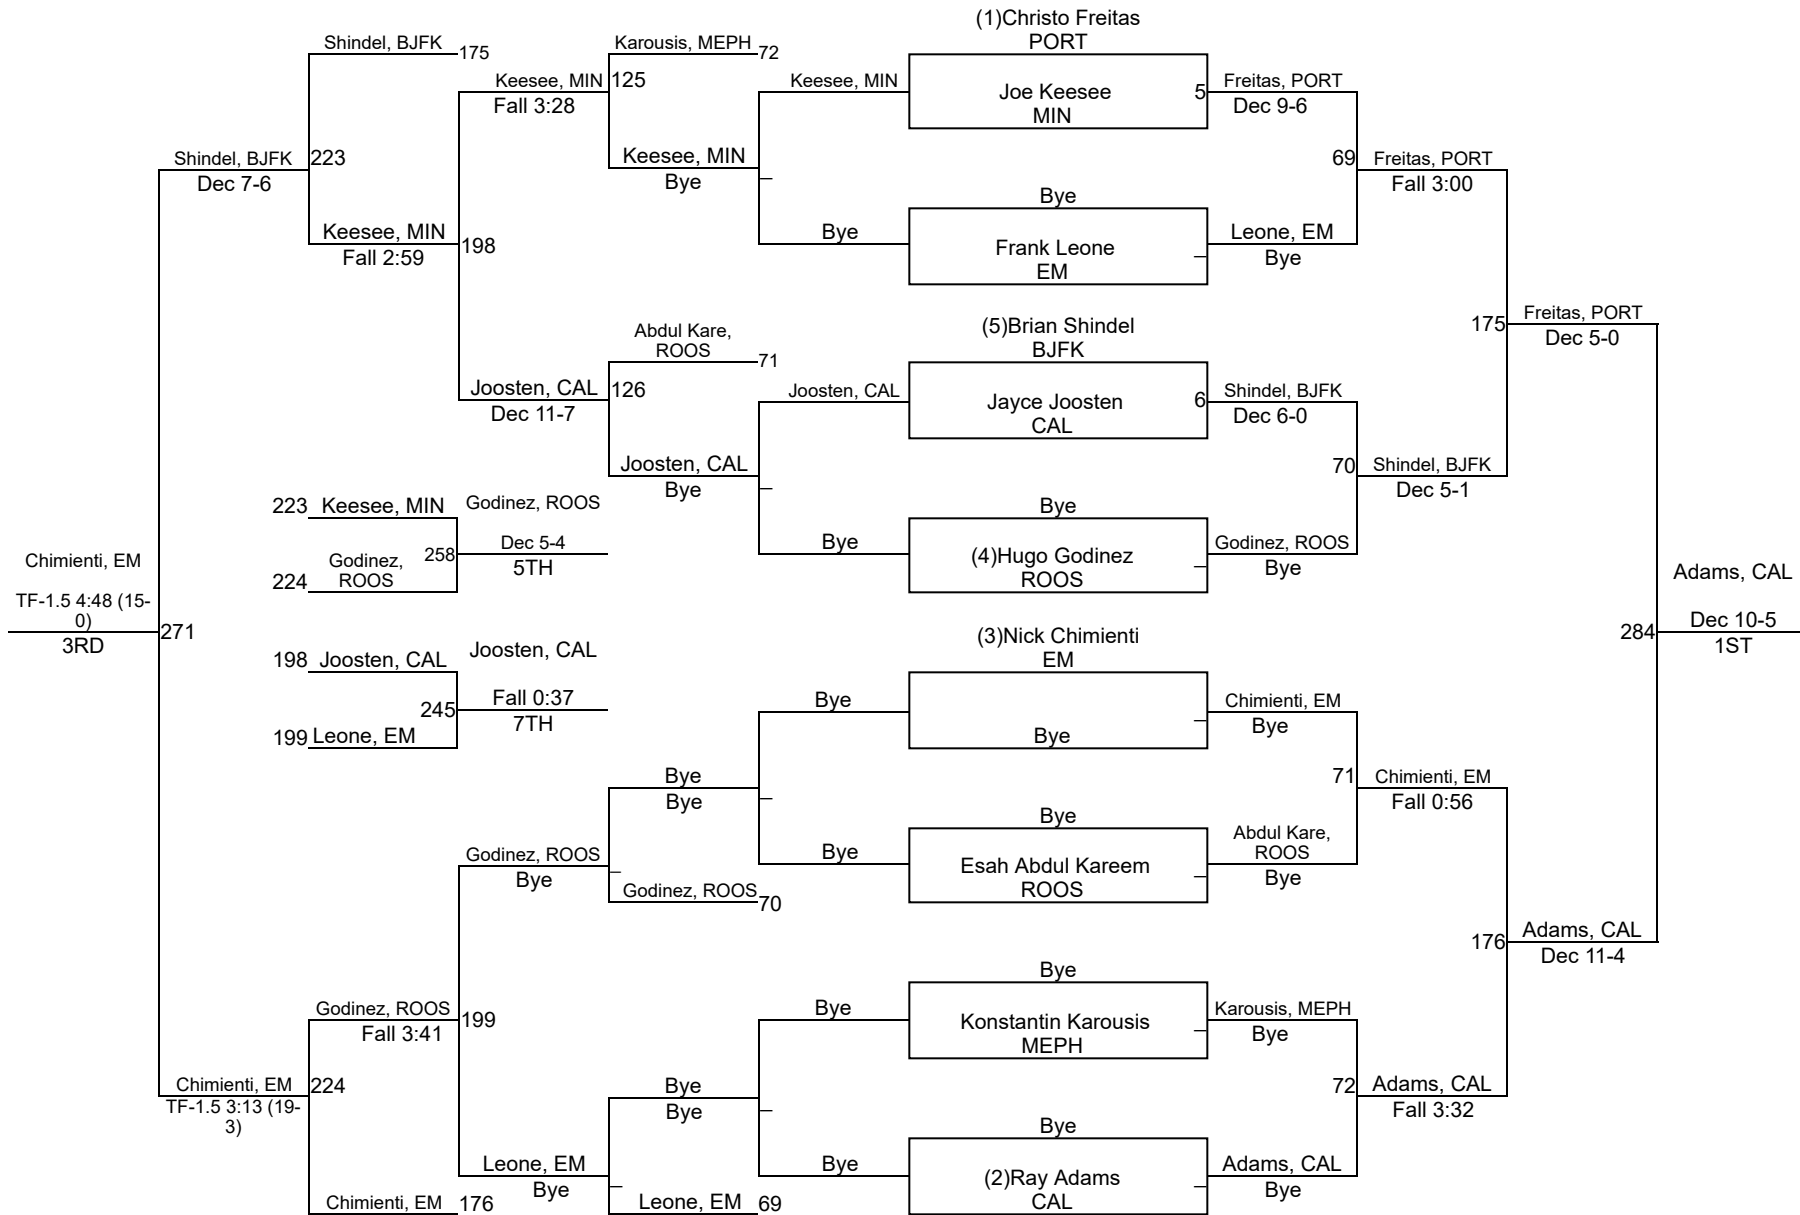 (1)Christo Freitas
PORT
Joe Keesee
MIN
5
Bye
Frank Leone
EM
_
(5)Brian Shindel
BJFK
Jayce Joosten
CAL
6
Bye
(4)Hugo Godinez
ROOS
_
(3)Nick Chimienti
EM
Bye
_
Bye
Esah Abdul Kareem
ROOS
_
Bye
Konstantin Karousis
MEPH
_
Bye
(2)Ray Adams
CAL
_
Freitas, PORT
Dec 9-6
69
Leone, EM
Bye
Shindel, BJFK
Dec 6-0
70
Godinez, ROOS
Bye
Chimienti, EM
Bye
71
Abdul Kare,
ROOS
Bye
Karousis, MEPH
Bye
72
Adams, CAL
Bye
Freitas, PORT
Fall 3:00
175
Shindel, BJFK
Dec 5-1
Chimienti, EM
Fall 0:56
176
Adams, CAL
Fall 3:32
Freitas, PORT
Dec 5-0
284
Adams, CAL
Dec 11-4
Adams, CAL
Dec 10-5
1ST
Keesee, MIN
_
Bye
Joosten, CAL
_
Bye
Bye
_
Bye
Bye
_
Bye
Karousis, MEPH
72
125
Keesee, MIN
Bye
Abdul Kare,
ROOS
71
126
Joosten, CAL
Bye
Bye
Bye
_
Godinez, ROOS
70
Bye
Bye
_
Leone, EM
69
Keesee, MIN
Fall 3:28
198
Joosten, CAL
Dec 11-7
Godinez, ROOS
Bye
199
Leone, EM
Bye
Shindel, BJFK
175
223
Keesee, MIN
Fall 2:59
Godinez, ROOS
Fall 3:41
224
Chimienti, EM
176
Shindel, BJFK
Dec 7-6
271
Chimienti, EM
TF-1.5 3:13 (19-
3)
Chimienti, EM
TF-1.5 4:48 (15-
0)
3RD
223
Keesee, MIN
224
Godinez,
ROOS
258
Godinez, ROOS
Dec 5-4
5TH
198
Joosten, CAL
199
Leone, EM
245
Joosten, CAL
Fall 0:37
7TH